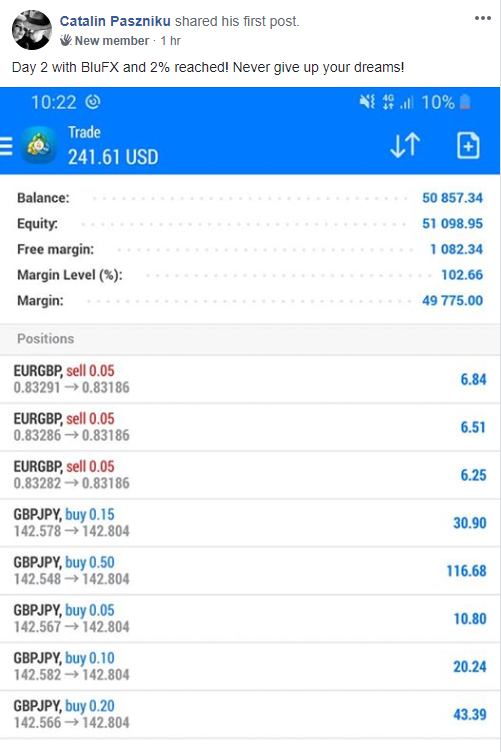 Catalin Paszniku shared his first post.
New member · 1 hr
Day 2 with BluFX and 2% reached! Never give up your dreams!
10:22 4G 10%
Trade
241.61 USD
Balance: 50 857.34
Equity: 51 098.95
Free margin: 1 082.34
Margin Level (%): 102.66
Margin: 49 775.00
Positions
EURGBP, sell 0.05
0.83291 → 0.83186 6.84
EURGBP, sell 0.05
0.83286 → 0.83186 6.51
EURGBP, sell 0.05
0.83282 → 0.83186 6.25
GBPJPY, buy 0.15
142.578 → 142.804 30.90
GBPJPY, buy 0.50
142.548 → 142.804 116.68
GBPJPY, buy 0.05
142.567 → 142.804 10.80
GBPJPY, buy 0.10
142.582 → 142.804 20.24
GBPJPY, buy 0.20
142.566 → 142.804 43.39